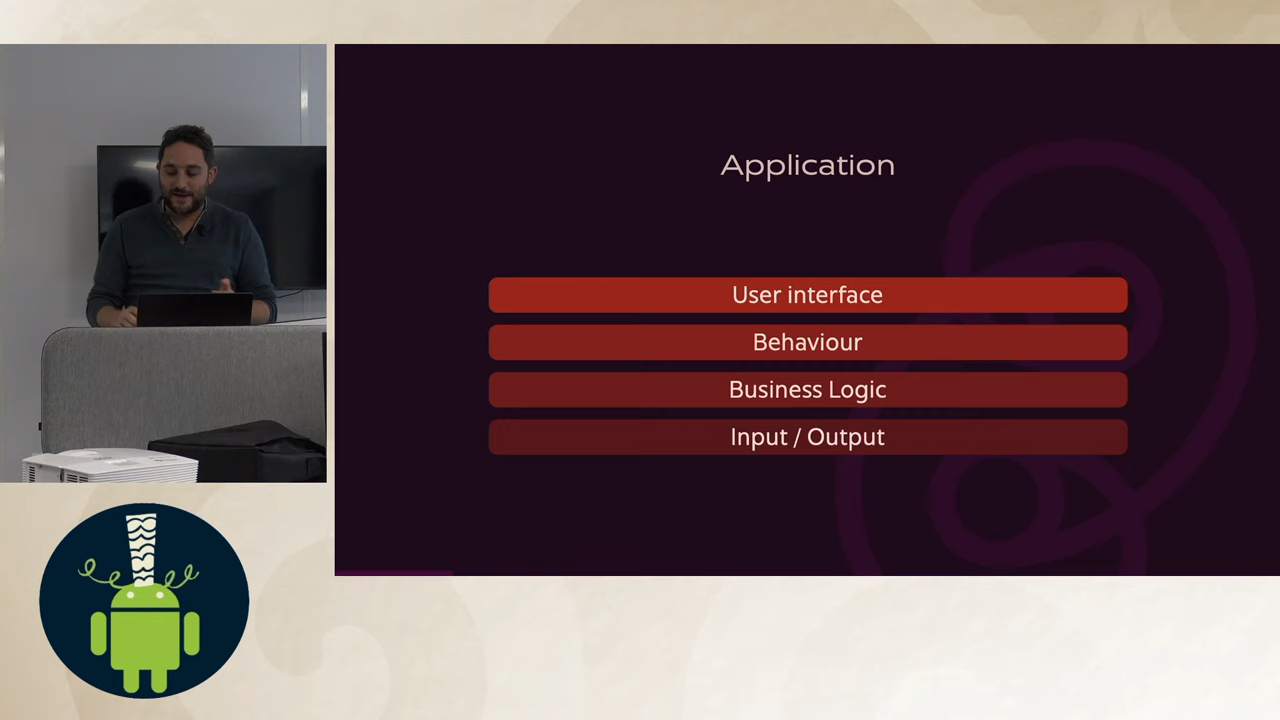 Application
User interface
Behaviour
Business Logic
Input / Output